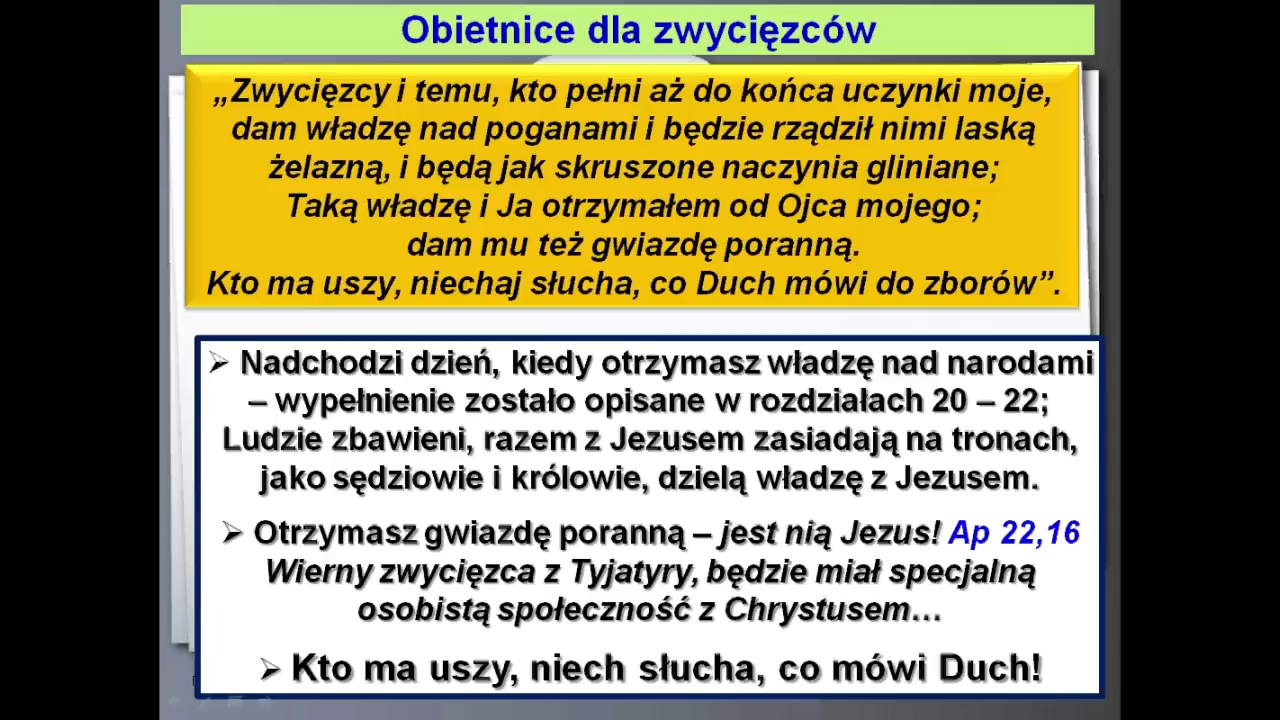 Obietnice dla zwycięzców
„Zwycięzcy i temu, kto pełni aż do końca uczynki moje,
dam władzę nad poganami i będzie rządził nimi laską
żelazną, i będą jak skruszone naczynia gliniane;
Taką władzę i Ja otrzymałem od Ojca mojego;
dam mu też gwiazdę poranną.
Kto ma uszy, niechaj słucha, co Duch mówi do zborów”.
➢ Nadchodzi dzień, kiedy otrzymasz władzę nad narodami
– wypełnienie zostało opisane w rozdziałach 20 – 22;
Ludzie zbawieni, razem z Jezusem zasiadają na tronach,
jako sędziowie i królowie, dzielą władzę z Jezusem.
➢ Otrzymasz gwiazdę poranną – jest nią Jezus! Ap 22,16
Wierny zwycięzca z Tyjatyry, będzie miał specjalną
osobistą społeczność z Chrystusem…
➢ Kto ma uszy, niech słucha, co mówi Duch!